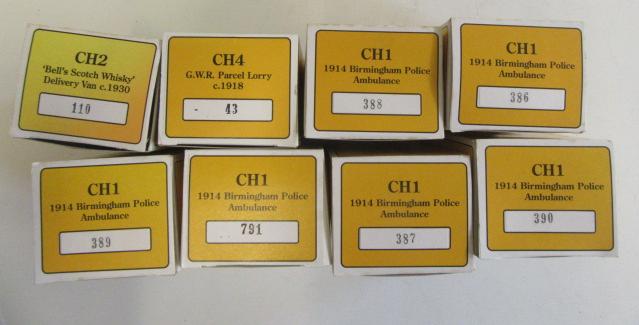 CH2
'Bell's Scotch Whisky'
Delivery Van c.1930
110
CH4
G.W.R. Parcel Lorry
c.1918
- 43
CH1
1914 Birmingham Police
Ambulance
388
CH1
1914 Birmingham Police
Ambulance
386
CH1
1914 Birmingham Police
Ambulance
389
CH1
1914 Birmingham Police
Ambulance
791
CH1
1914 Birmingham Police
Ambulance
387
CH1
1914 Birmingham Police
Ambulance
390